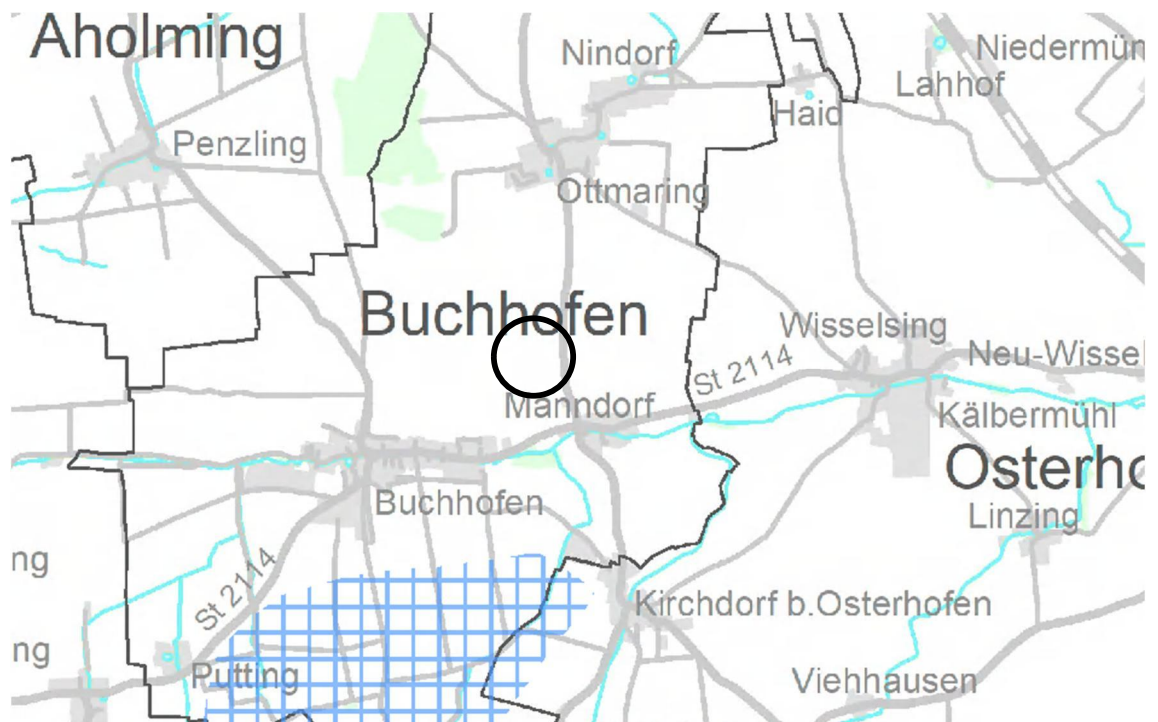 Aholming
Nindorf
Niedermün
Lahhof
Haid
Penzling
Ottmaring
Buchhofen
Wisselsing
Neu-Wissel
St 2114
Manndorf
Kälbermühl
Osterho
Buchhofen
Linzing
ng
St 2114
Kirchdorf b.Osterhofen
ng
Putting
Viehhausen